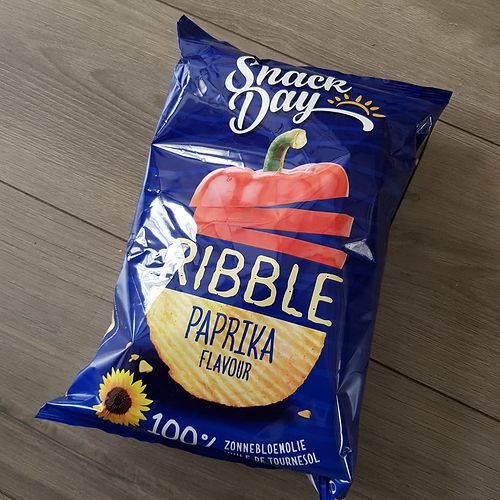 Snack
Day
RIBBLE
PAPRIKA
FLAVOUR
100%
ZONNEBLOEMOLIE
HUILE DE TOURNESOL